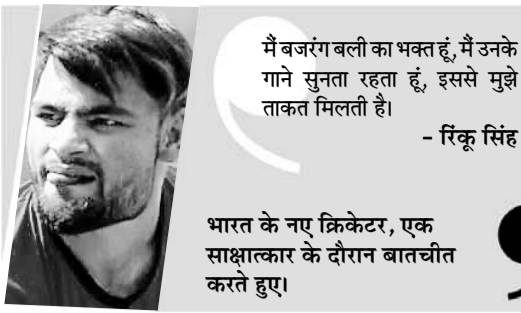 मैं बजरंग बली का भक्त हूं, मैं उनके
गाने सुनता रहता हूं, इससे मुझे
ताकत मिलती है।
- रिंकू सिंह
भारत के नए क्रिकेटर, एक
साक्षात्कार के दौरान बातचीत
करते हुए।